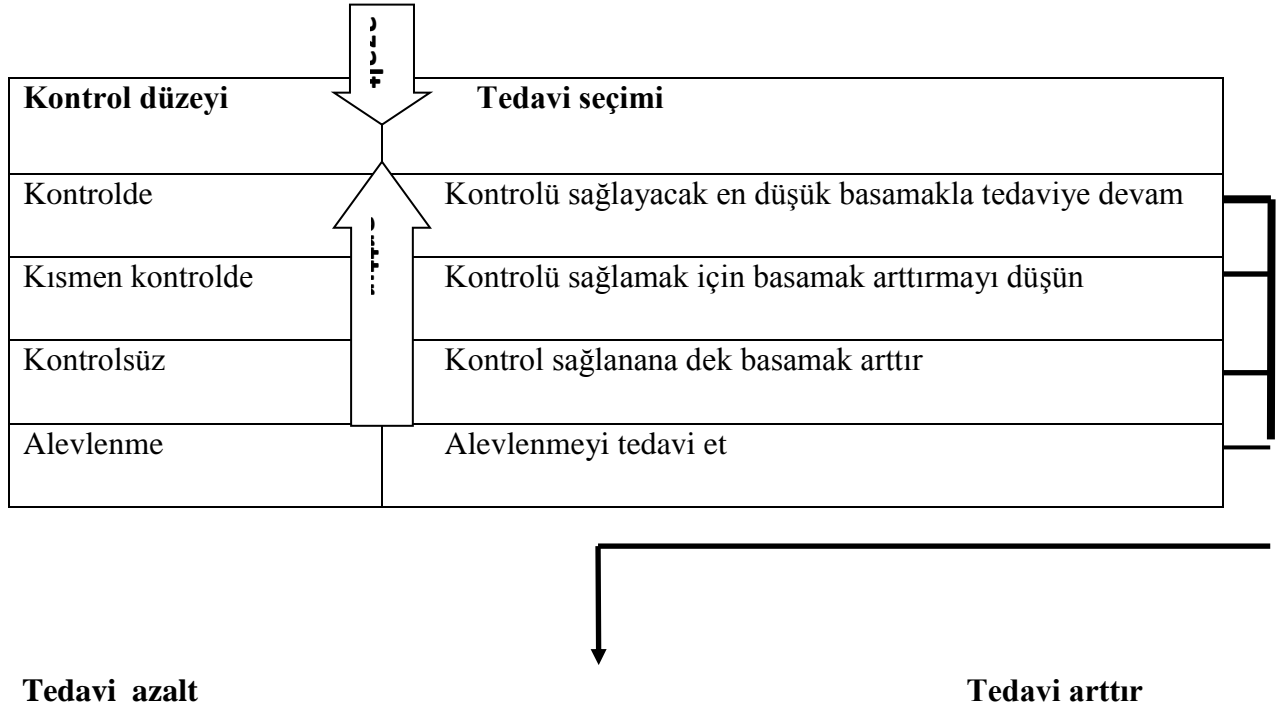 Kontrol düzeyi Tedavi seçimi
Kontrolde Kontrolü sağlayacak en düşük basamakla tedaviye devam
Kısmen kontrolde Kontrolü sağlamak için basamak arttırmayı düşün
Kontrolsüz Kontrol sağlanana dek basamak arttır
Alevlenme Alevlenmeyi tedavi et
Tedavi azalt Tedavi arttır